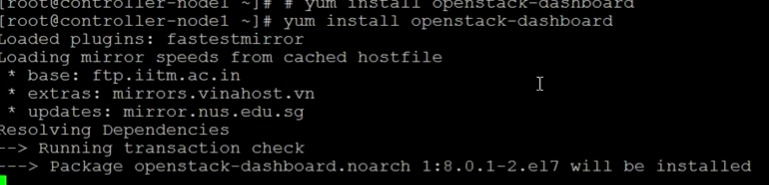 [root@controller-node1 ~]# # yum install openstack-dashboard
[root@controller-node1 ~]# yum install openstack-dashboard
Loaded plugins: fastestmirror
Loading mirror speeds from cached hostfile
 * base: ftp.iitm.ac.in
 * extras: mirrors.vinahost.vn
 * updates: mirror.nus.edu.sg
Resolving Dependencies
--> Running transaction check
---> Package openstack-dashboard.noarch 1:8.0.1-2.el7 will be installed